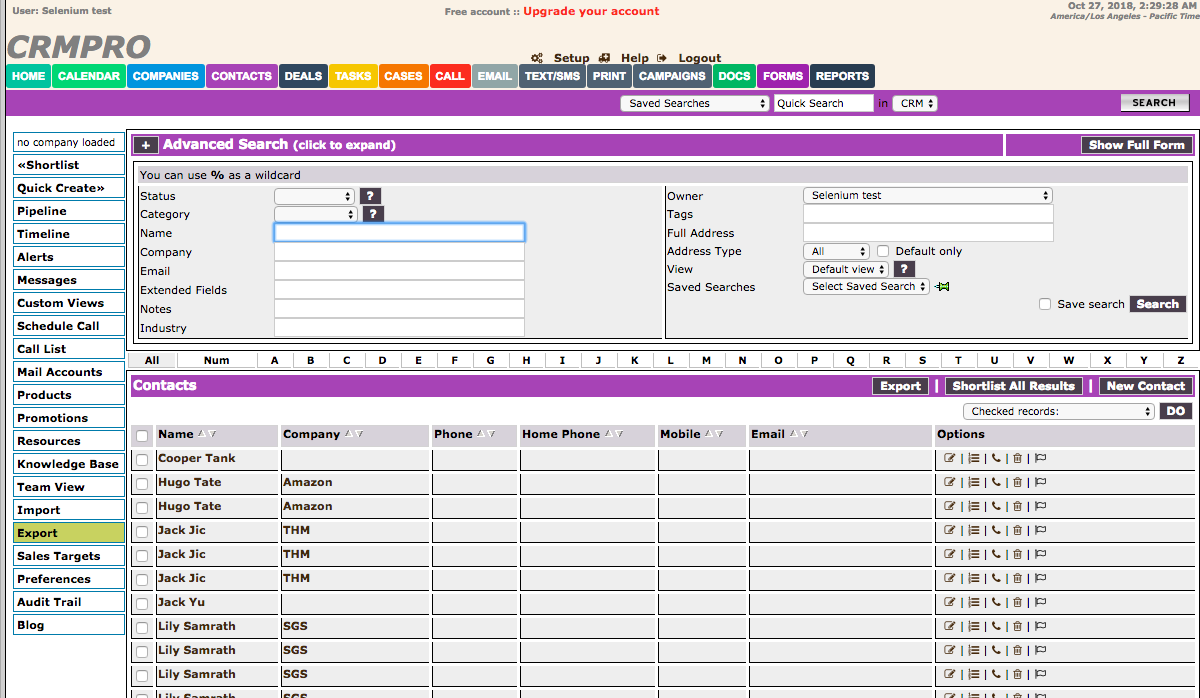 User: Selenium test
Free account :: Upgrade your account
Oct 27, 2018, 2:29:28 AM
America/Los Angeles - Pacific Time
CRMPRO
Setup Help Logout
HOME CALENDAR COMPANIES CONTACTS DEALS TASKS CASES CALL EMAIL TEXT/SMS PRINT CAMPAIGNS DOCS FORMS REPORTS
Saved Searches Quick Search in CRM SEARCH
no company loaded
«Shortlist
Quick Create»
Pipeline
Timeline
Alerts
Messages
Custom Views
Schedule Call
Call List
Mail Accounts
Products
Promotions
Resources
Knowledge Base
Team View
Import
Export
Sales Targets
Preferences
Audit Trail
Blog
+ Advanced Search (click to expand) Show Full Form
You can use % as a wildcard
Status ?
Category ?
Name
Company
Email
Extended Fields
Notes
Industry
Owner Selenium test
Tags
Full Address
Address Type All Default only
View Default view ?
Saved Searches Select Saved Search
Save search Search
All Num A B C D E F G H I J K L M N O P Q R S T U V W X Y Z
Contacts Export | Shortlist All Results | New Contact
Checked records: DO
Name Company Phone Home Phone Mobile Email Options
Cooper Tank
Hugo Tate Amazon
Hugo Tate Amazon
Jack Jic THM
Jack Jic THM
Jack Jic THM
Jack Yu
Lily Samrath SGS
Lily Samrath SGS
Lily Samrath SGS
Lily Samrath SGS